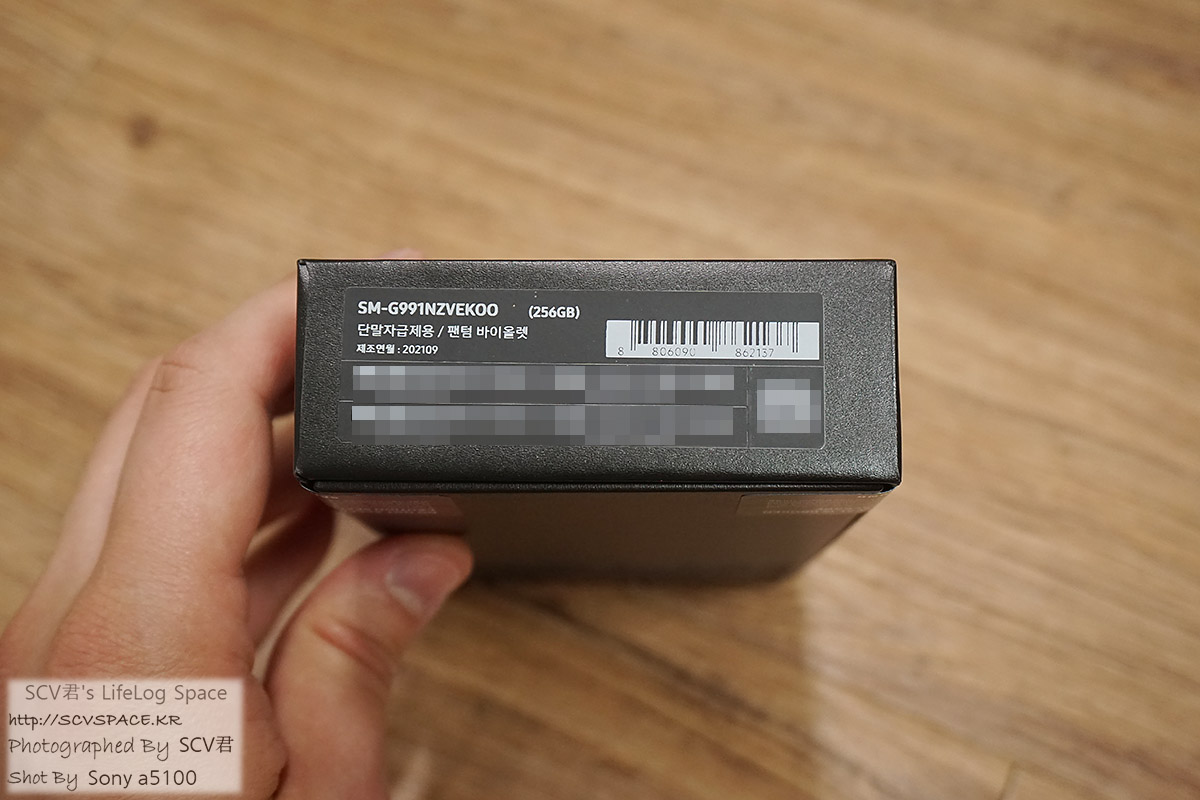 SM-G991NZVEKOO (256GB)
단말자급제용 / 팬텀 바이올렛
제조연월 : 202109
8 806090 862137
SCV君's LifeLog Space
http://SCVSPACE.KR
Photographed By SCV君
Shot By Sony a5100